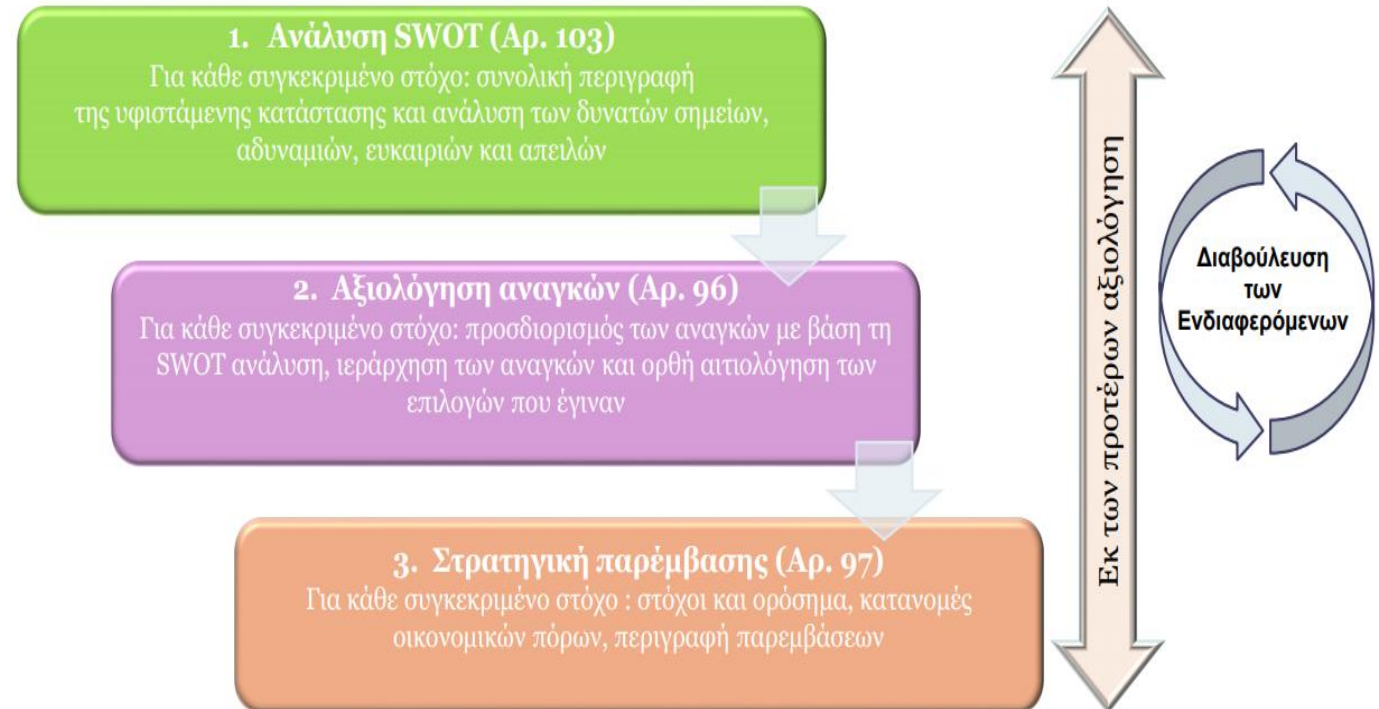 1. Ανάλυση SWOT (Αρ. 103)
Για κάθε συγκεκριμένο στόχο: συνολική περιγραφή
της υφιστάμενης κατάστασης και ανάλυση των δυνατών σημείων,
αδυναμιών, ευκαιριών και απειλών
2. Αξιολόγηση αναγκών (Αρ. 96)
Για κάθε συγκεκριμένο στόχο: προσδιορισμός των αναγκών με βάση τη
SWOT ανάλυση, ιεράρχηση των αναγκών και ορθή αιτιολόγηση των
επιλογών που έγιναν
3. Στρατηγική παρέμβασης (Αρ. 97)
Για κάθε συγκεκριμένο στόχο : στόχοι και ορόσημα, κατανομές
οικονομικών πόρων, περιγραφή παρεμβάσεων
Εκ των προτέρων αξιολόγηση
Διαβούλευση
των
Ενδιαφερόμενων